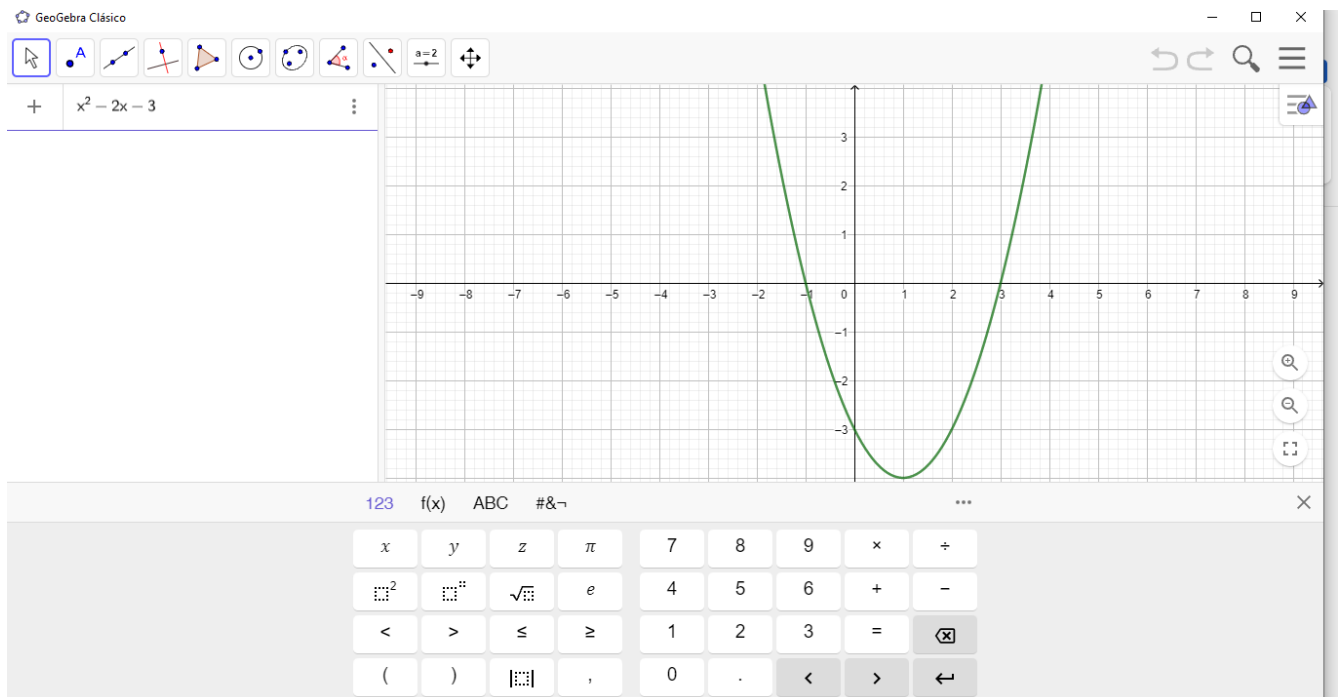 GeoGebra Clásico
A
α
a=2
+ x² – 2x – 3
3
2
1
–9 –8 –7 –6 –5 –4 –3 –2 –1 0 1 2 3 4 5 6 7 8 9
–1
–2
–3
123 f(x) ABC #&¬
x y z π 7 8 9 × ÷
² √ e 4 5 6 + −
< > ≤ ≥ 1 2 3 =
( ) | | , 0 . < >